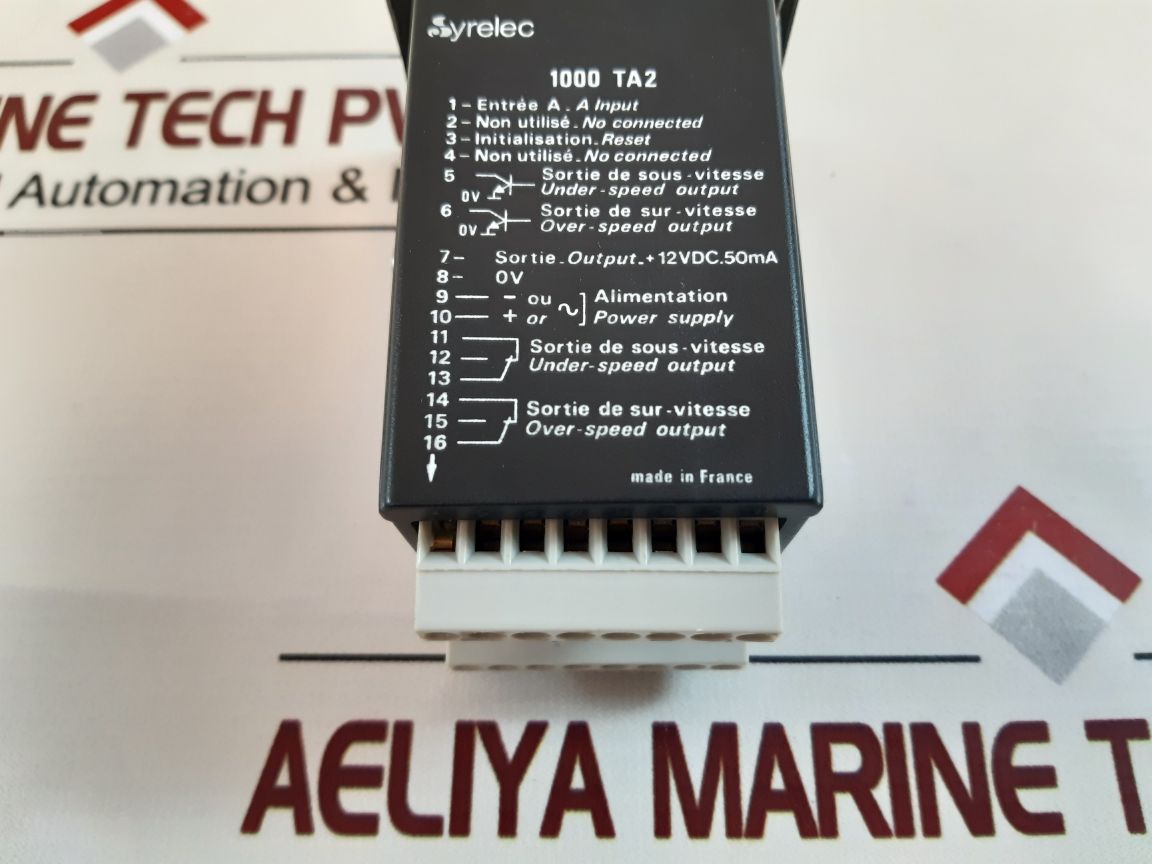 Syrelec
1000 TA2
1 - Entrée A . A Input
2 - Non utilisé . No connected
3 - Initialisation . Reset
4 - Non utilisé . No connected
5 Sortie de sous - vitesse
0V Under - speed output
6 Sortie de sur - vitesse
0V Over - speed output
7 - Sortie . Output . + 12VDC.50mA
8 - 0V
9 - ou Alimentation
10 + or Power supply
11
12 Sortie de sous - vitesse
13 Under - speed output
14
15 Sortie de sur - vitesse
16 Over - speed output
made in France
TECH
Automation &
AELIYA MARINE T